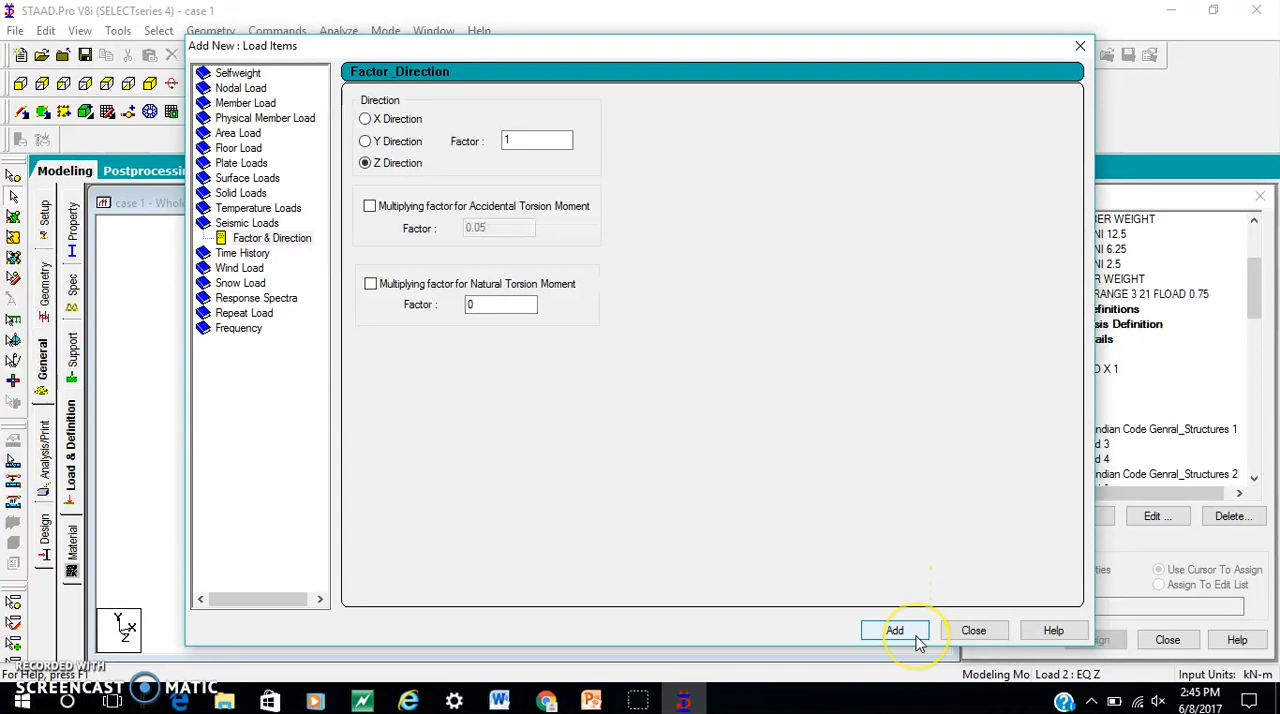 STAAD.Pro V8i (SELECTseries 4) - case 1
File Edit View Tools Select Geometry Commands Analyze Mode Window Help
Add New : Load Items
Selfweight
Nodal Load
Member Load
Physical Member Load
Area Load
Floor Load
Plate Loads
Surface Loads
Solid Loads
Temperature Loads
Seismic Loads
Factor & Direction
Time History
Wind Load
Snow Load
Response Spectra
Repeat Load
Frequency
Factor _Direction
Direction
X Direction
Y Direction Factor : 1
Z Direction
Multiplying factor for Accidental Torsion Moment
Factor : 0.05
Multiplying factor for Natural Torsion Moment
Factor : 0
Add Close Help
Modeling Postprocessin
case 1 - Whole
Setup
Geometry
General
Analysis/Print
Design
Property
Spec
Support
Load & Definition
Material
BER WEIGHT
NI 12.5
NI 6.25
NI 2.5
ER WEIGHT
RANGE 3 21 FLOAD 0.75
finitions
sis Definition
ails
D X 1
ndian Code Genral_Structures 1
d 3
d 4
ndian Code Genral_Structures 2
Edit ... Delete...
ties Use Cursor To Assign
Assign To Edit List
ign Close Help
Y
X
Z
RECORDED WITH
SCREENCAST MATIC
For Help, press F1
Modeling Mo Load 2 : EQ Z Input Units: kN-m
2:45 PM
6/8/2017